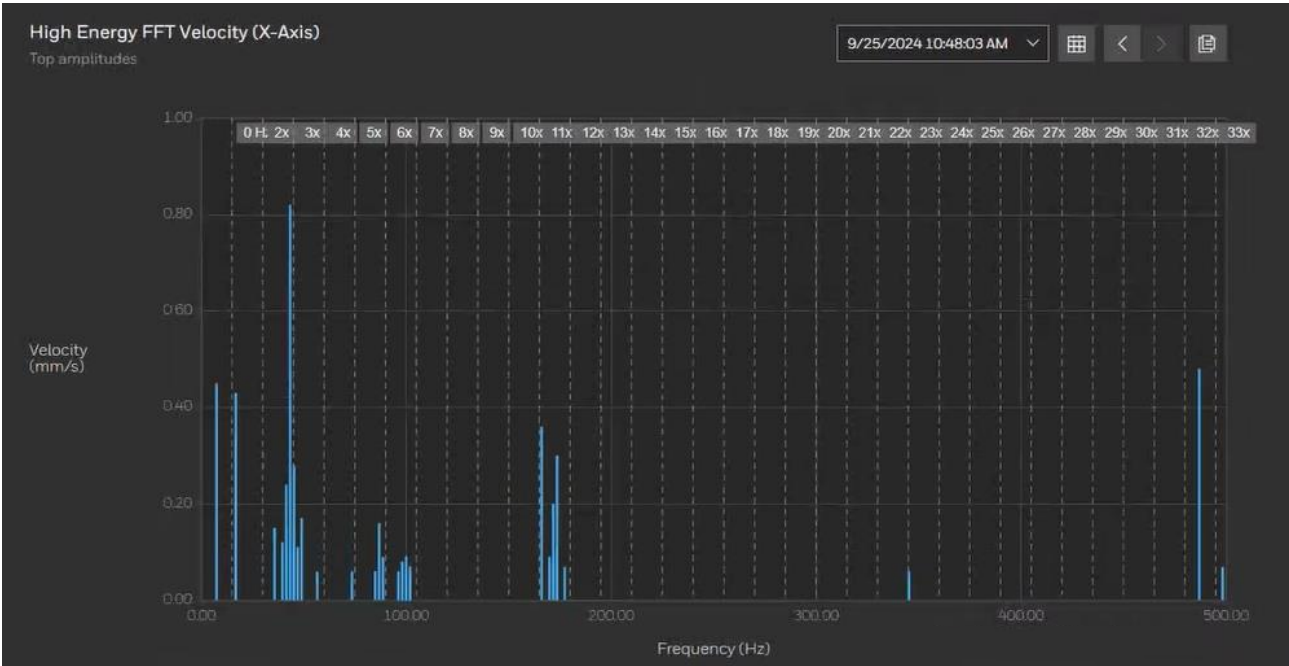 High Energy FFT Velocity (X-Axis)
Top amplitudes
9/25/2024 10:48:03 AM
1.00
0 H. 2x 3x 4x 5x 6x 7x 8x 9x 10x 11x 12x 13x 14x 15x 16x 17x 18x 19x 20x 21x 22x 23x 24x 25x 26x 27x 28x 29x 30x 31x 32x 33x
0.80
0.60
Velocity
(mm/s)
0.40
0.20
0.00
0.00 100.00 200.00 300.00 400.00 500.00
Frequency (Hz)